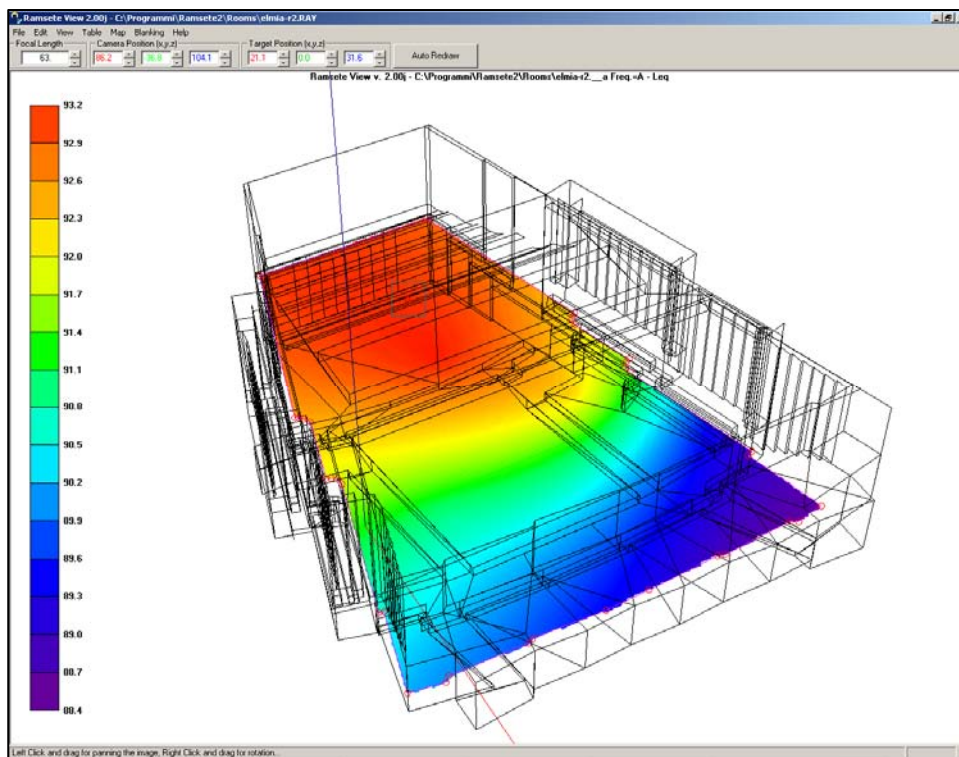 Ramsete View 2.00j - C:\Programmi\Ramsete2\Rooms\elmia-r2.RAY
File Edit View Table Map Blanking Help
Focal Length Camera Position (x,y,z) Target Position (x,y,z)
63. 86.2 36.8 104.1 21.1 0.0 31.6 Auto Redraw
Ramsete View v. 2.00j - C:\Programmi\Ramsete2\Rooms\elmia-r2.__a Freq.=A - Leq
93.2
92.9
92.6
92.3
92.0
91.7
91.4
91.1
90.8
90.5
90.2
89.9
89.6
89.3
89.0
88.7
88.4
Left Click and drag for panning the image, Right Click and drag for rotation...